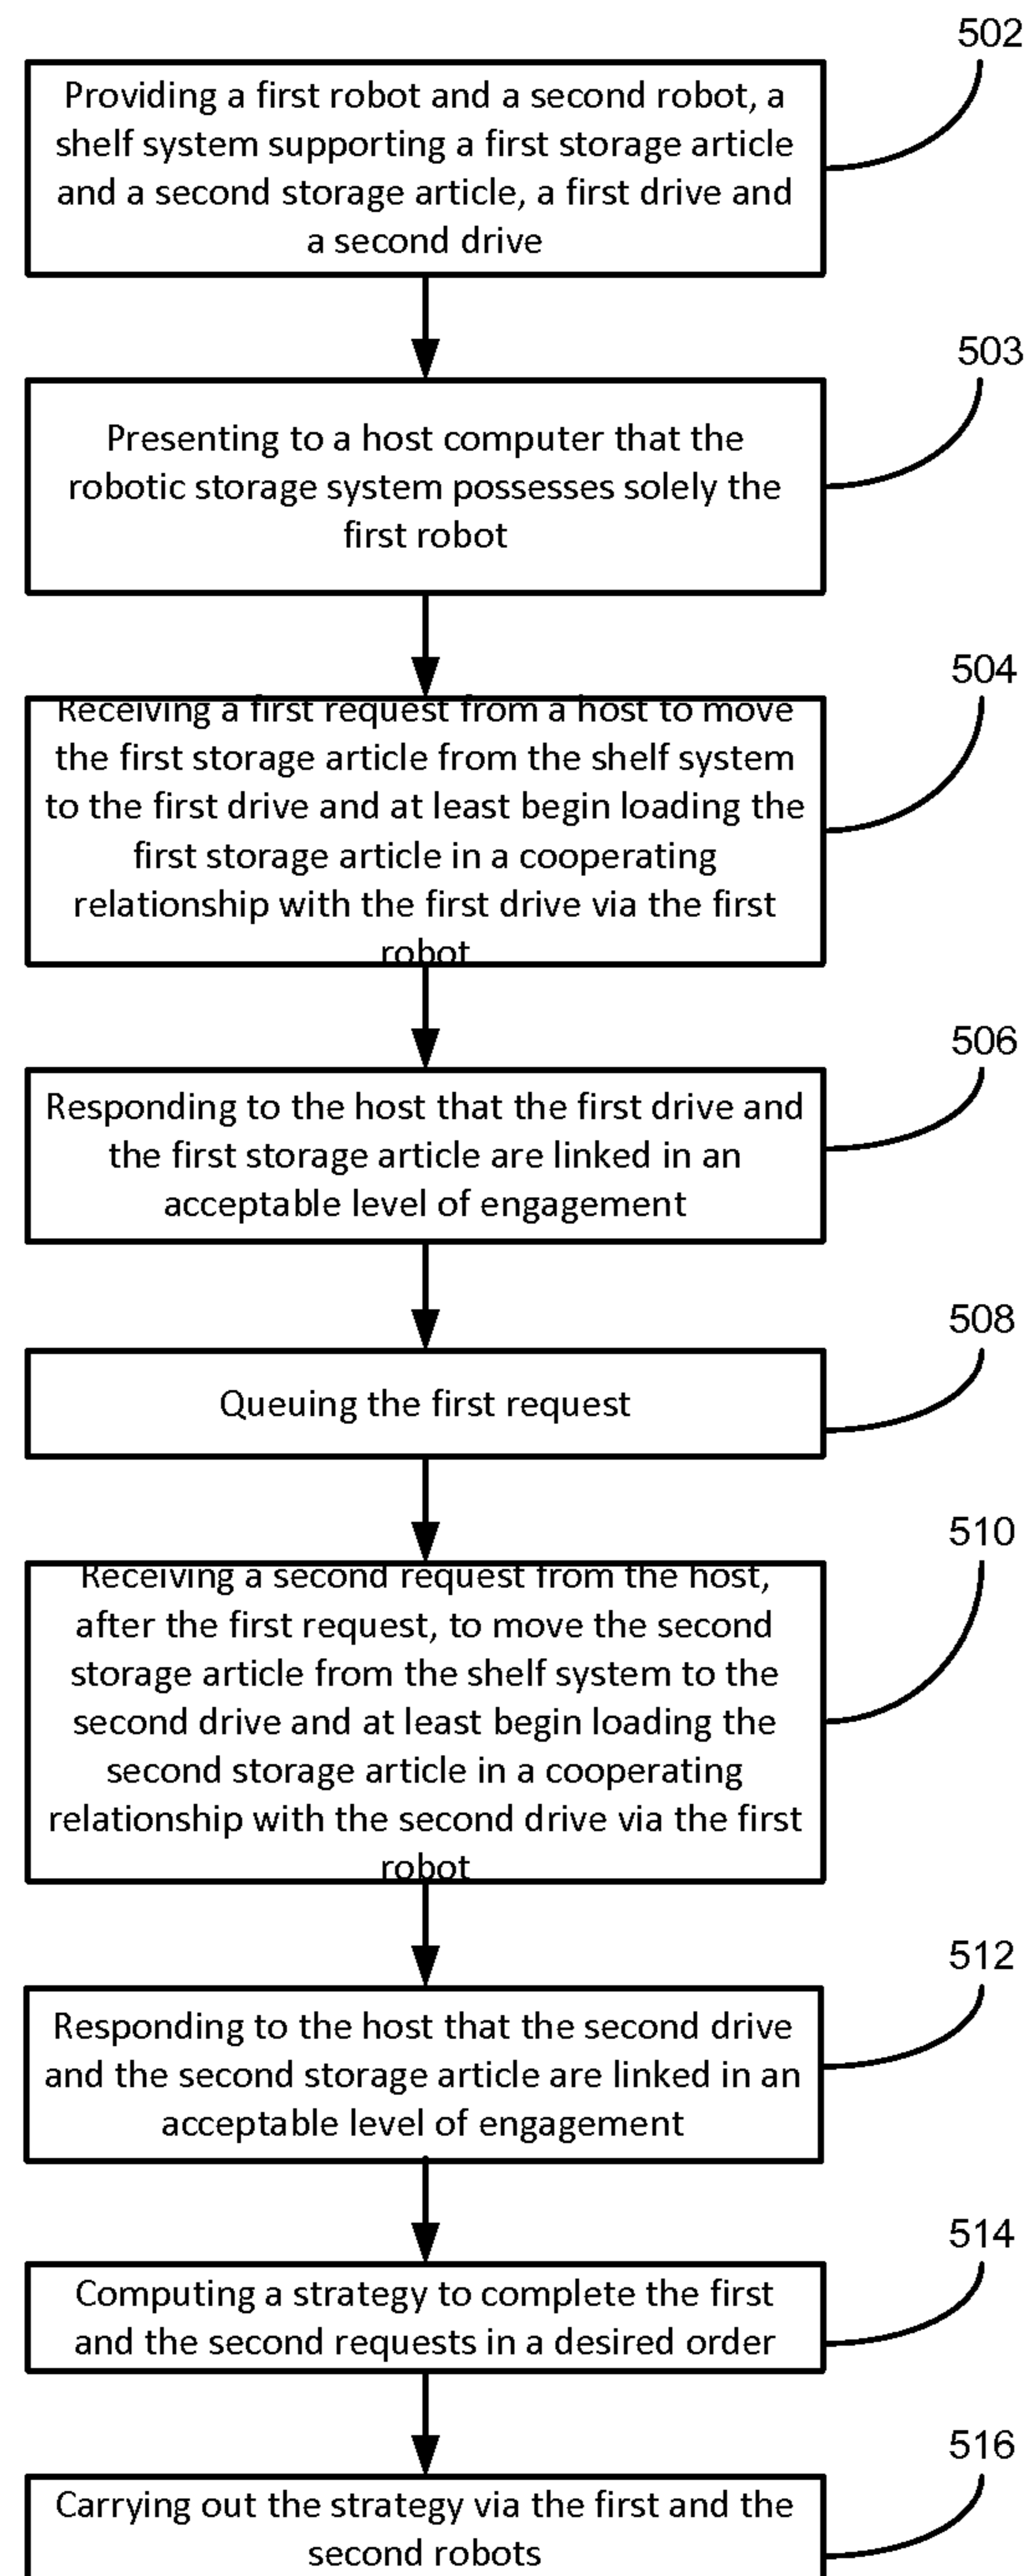 502
Providing a first robot and a second robot, a
shelf system supporting a first storage article
and a second storage article, a first drive and
a second drive
503
Presenting to a host computer that the
robotic storage system possesses solely the
first robot
504
Receiving a first request from a host to move
the first storage article from the shelf system
to the first drive and at least begin loading the
first storage article in a cooperating
relationship with the first drive via the first
robot
506
Responding to the host that the first drive and
the first storage article are linked in an
acceptable level of engagement
508
Queuing the first request
510
Receiving a second request from the host,
after the first request, to move the second
storage article from the shelf system to the
second drive and at least begin loading the
second storage article in a cooperating
relationship with the second drive via the first
robot
512
Responding to the host that the second drive
and the second storage article are linked in an
acceptable level of engagement
514
Computing a strategy to complete the first
and the second requests in a desired order
516
Carrying out the strategy via the first and the
second robots